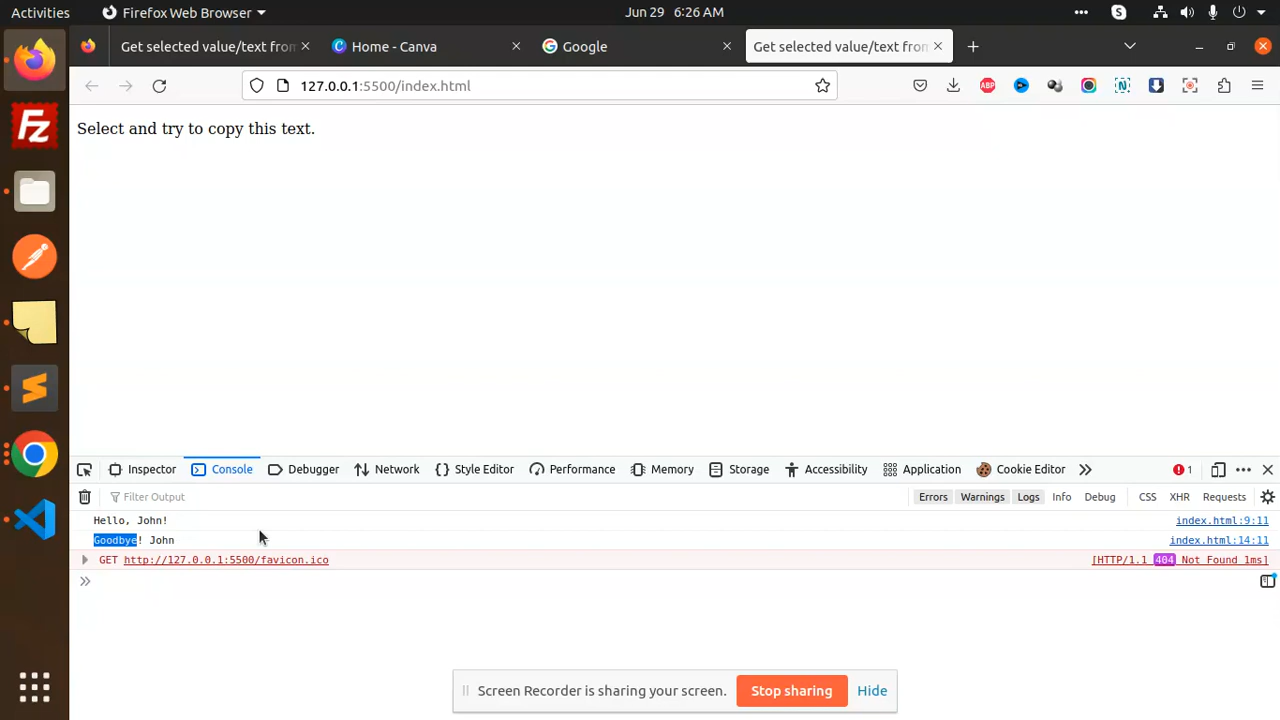 Activities Firefox Web Browser Jun 29 6:26 AM
Get selected value/text from Home - Canva Google Get selected value/text from
127.0.0.1:5500/index.html ABP N
Fz
Select and try to copy this text.
Inspector Console Debugger Network Style Editor Performance Memory Storage Accessibility Application Cookie Editor 1
Filter Output Errors Warnings Logs Info Debug CSS XHR Requests
Hello, John! index.html:9:11
Goodbye! John index.html:14:11
GET http://127.0.0.1:5500/favicon.ico [HTTP/1.1 404 Not Found 1ms]
Screen Recorder is sharing your screen. Stop sharing Hide